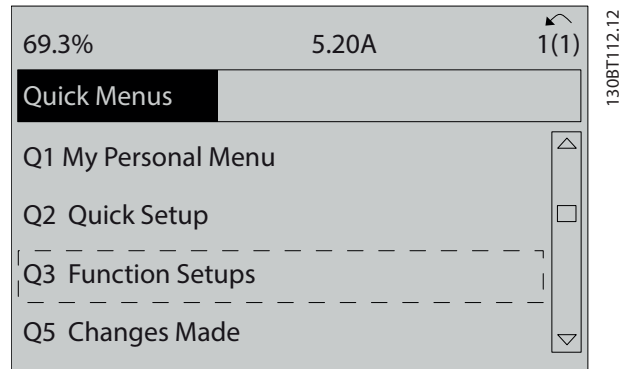 69.3% 5.20A 1(1)
Quick Menus
Q1 My Personal Menu
Q2 Quick Setup
Q3 Function Setups
Q5 Changes Made
130BT112.12